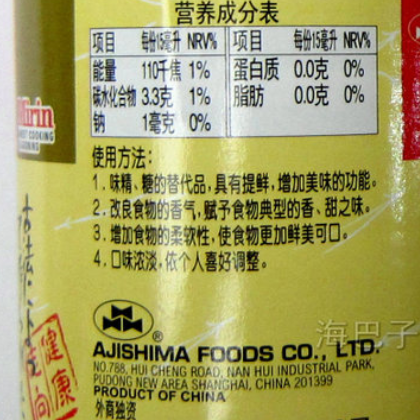 营养成分表
项目 每份15毫升 NRV% 项目 每份15毫升 NRV%
能量 110千焦 1% 蛋白质 0.0克 0%
碳水化合物 3.3克 1% 脂肪 0.0克 0%
钠 1毫克 0%
使用方法:
1. 味精、糖的替代品,具有提鲜,增加美味的功能。
2. 改良食物的香气,赋予食物典型的香、甜之味。
3. 增加食物的柔软性,使食物更加鲜美可口。
4. 口味浓淡,依个人喜好调整。
AJISHIMA FOODS CO., LTD.
NO.788, HUI CHENG ROAD, NAN HUI INDUSTRIAL PARK,
PUDONG NEW AREA SHANGHAI, CHINA 201399
PRODUCT OF CHINA
外商独资
Mirin
COOKING
健康
向
海巴子